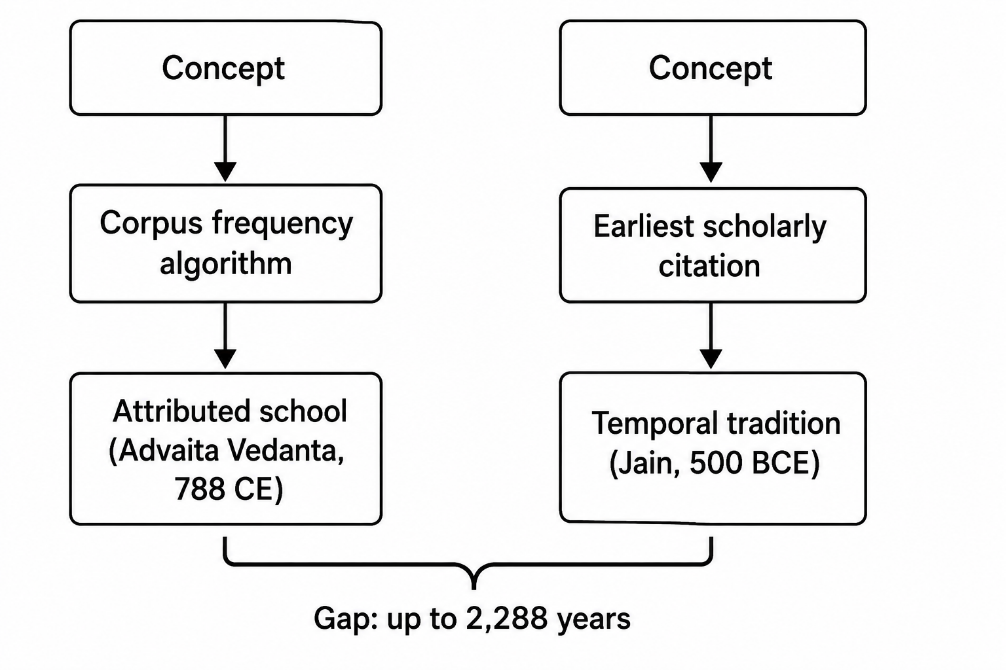 Concept
Corpus frequency
algorithm
Attributed school
(Advaita Vedanta,
788 CE)
Concept
Earliest scholarly
citation
Temporal tradition
(Jain, 500 BCE)
Gap: up to 2,288 years